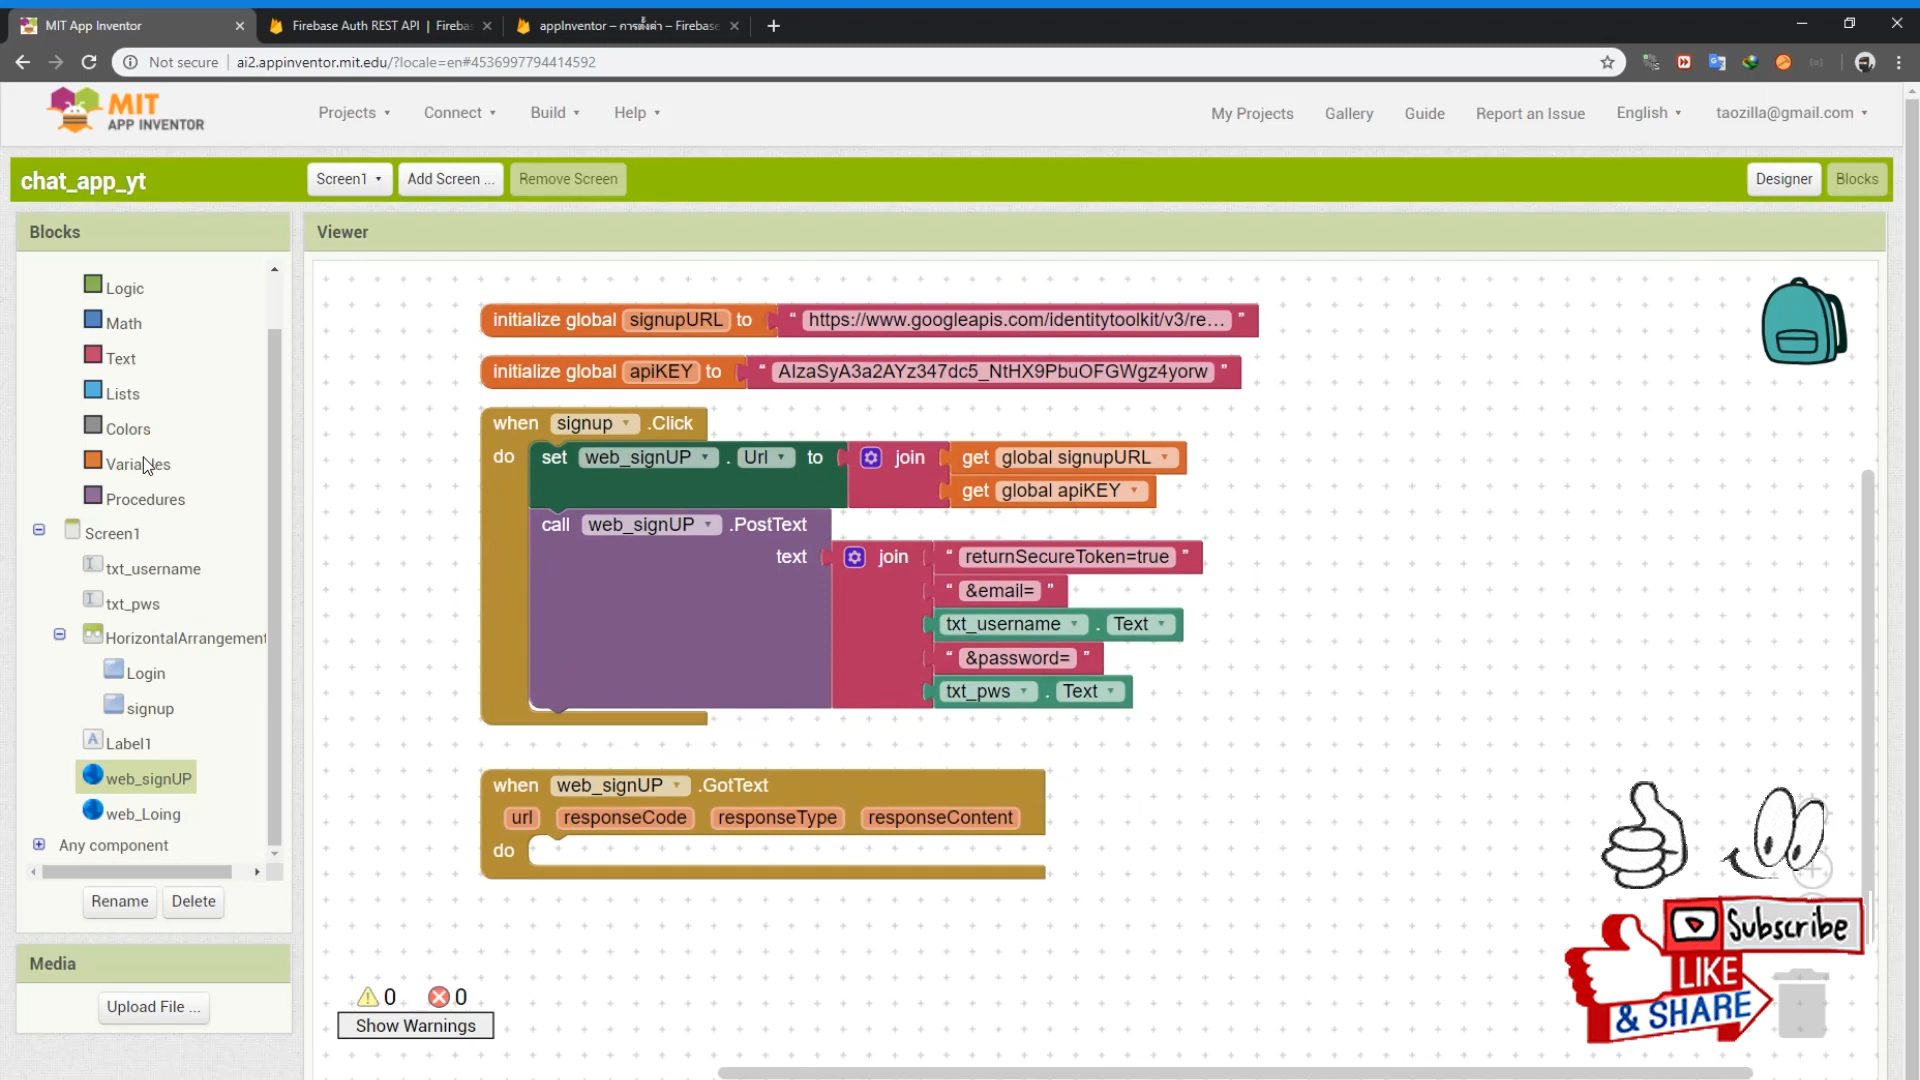 MIT App Inventor
Firebase Auth REST API | Fireba
appInventor – การตั้งค่า – Firebase
Not secure
ai2.appinventor.mit.edu/?locale=en#4536997794414592
MIT
APP INVENTOR
Projects
Connect
Build
Help
My Projects
Gallery
Guide
Report an Issue
English
taozilla@gmail.com
chat_app_yt
Screen1
Add Screen ...
Remove Screen
Designer
Blocks
Blocks
Viewer
Logic
Math
Text
Lists
Colors
Variables
Procedures
Screen1
txt_username
txt_pws
HorizontalArrangement
Login
signup
Label1
web_signUP
web_Loing
Any component
Rename
Delete
Media
Upload File ...
initialize global signupURL to “ https://www.googleapis.com/identitytoolkit/v3/re... ”
initialize global apiKEY to “ AIzaSyA3a2AYz347dc5_NtHX9PbuOFGWgz4yorw ”
when signup .Click
do set web_signUP . Url to join get global signupURL
get global apiKEY
call web_signUP .PostText
text join “ returnSecureToken=true ”
“ &email= ”
txt_username . Text
“ &password= ”
txt_pws . Text
when web_signUP .GotText
url responseCode responseType responseContent
do
0 0
Show Warnings
Subscribe
LIKE
& SHARE